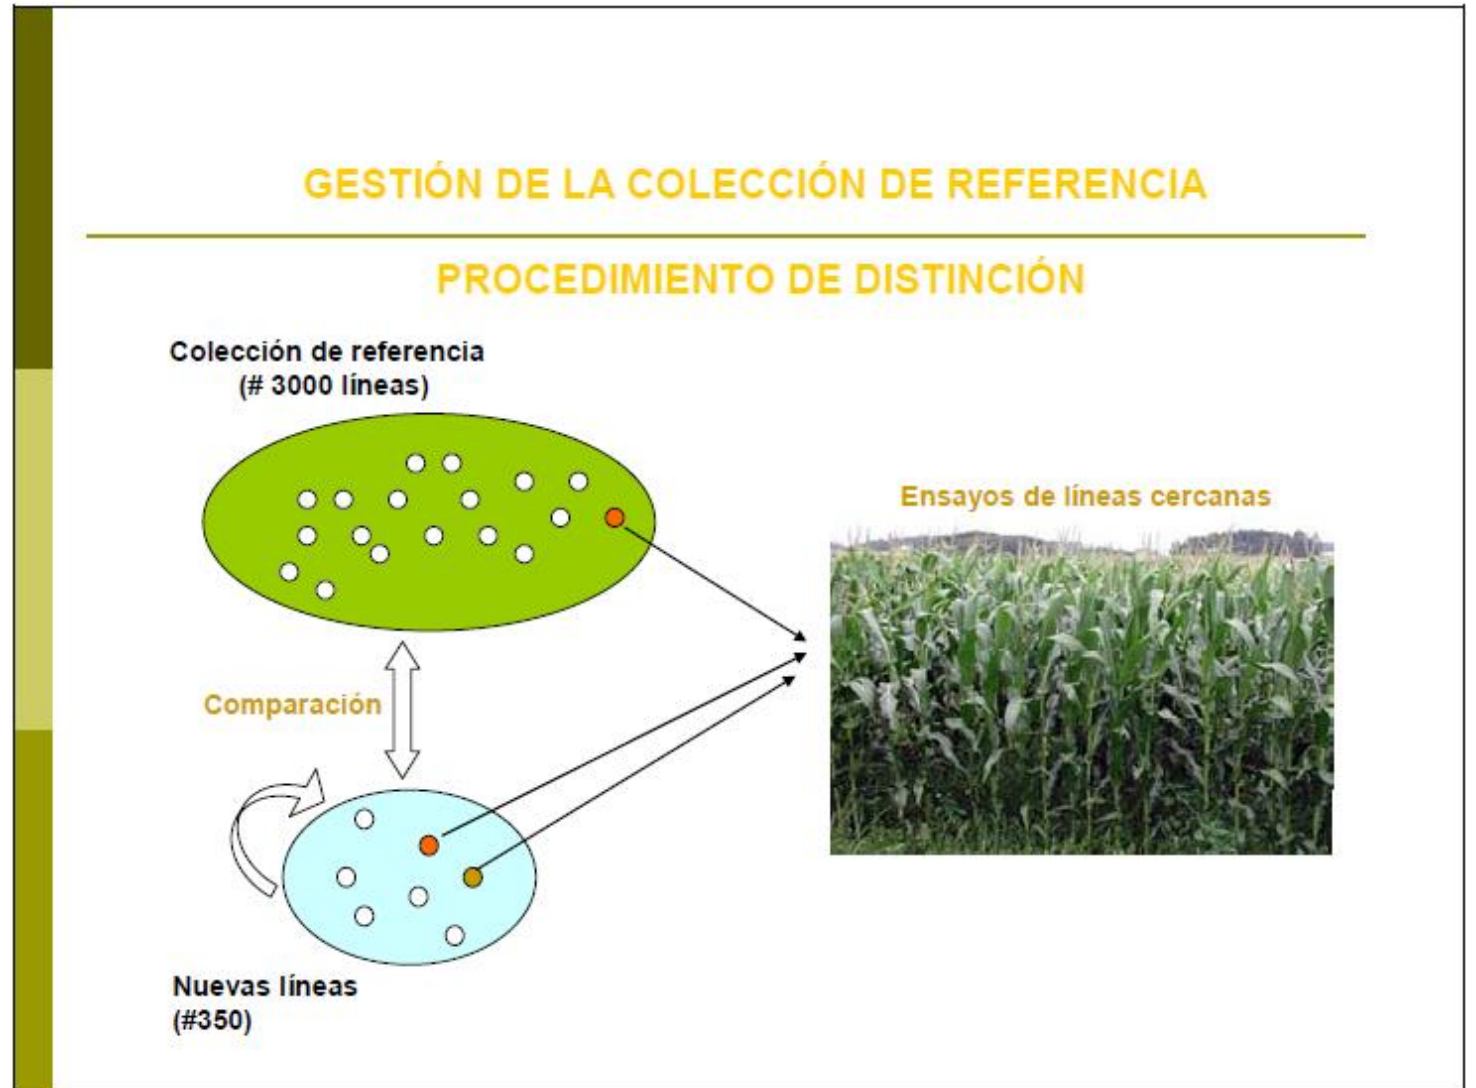 GESTIÓN DE LA COLECCIÓN DE REFERENCIA
PROCEDIMIENTO DE DISTINCIÓN
Colección de referencia
(# 3000 líneas)
Ensayos de líneas cercanas
Comparación
Nuevas líneas
(#350)